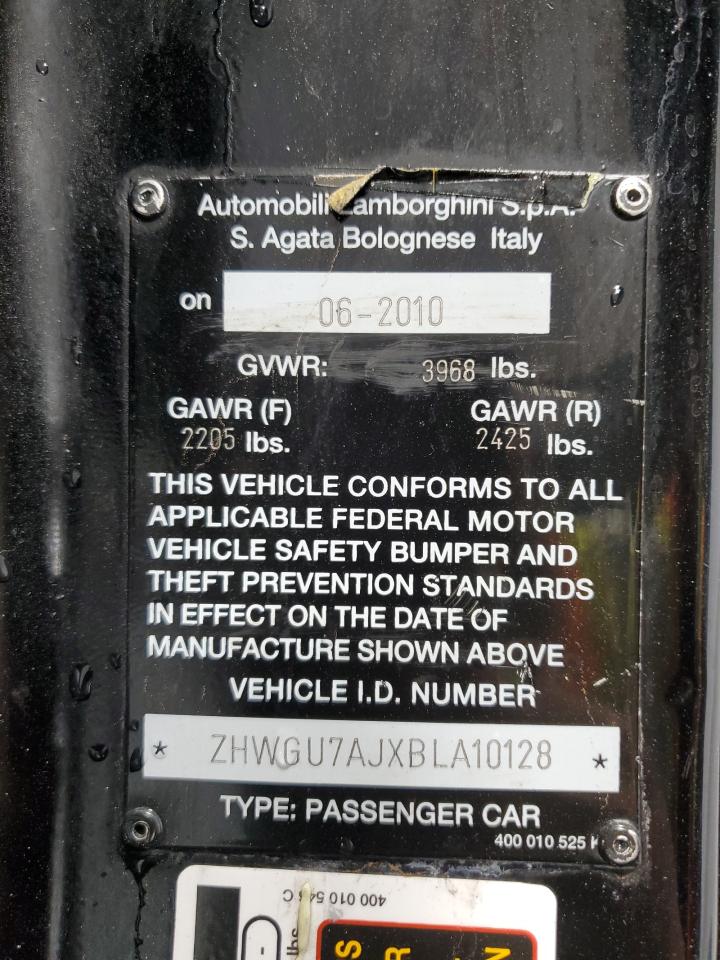 Automobili Lamborghini S.p.A.
S. Agata Bolognese Italy
on 06-2010
GVWR: 3968 lbs.
GAWR (F) GAWR (R)
2205 lbs. 2425 lbs.
THIS VEHICLE CONFORMS TO ALL
APPLICABLE FEDERAL MOTOR
VEHICLE SAFETY BUMPER AND
THEFT PREVENTION STANDARDS
IN EFFECT ON THE DATE OF
MANUFACTURE SHOWN ABOVE
VEHICLE I.D. NUMBER
* ZHWGU7AJXBLA10128 *
TYPE: PASSENGER CAR
400 010 525
lbs